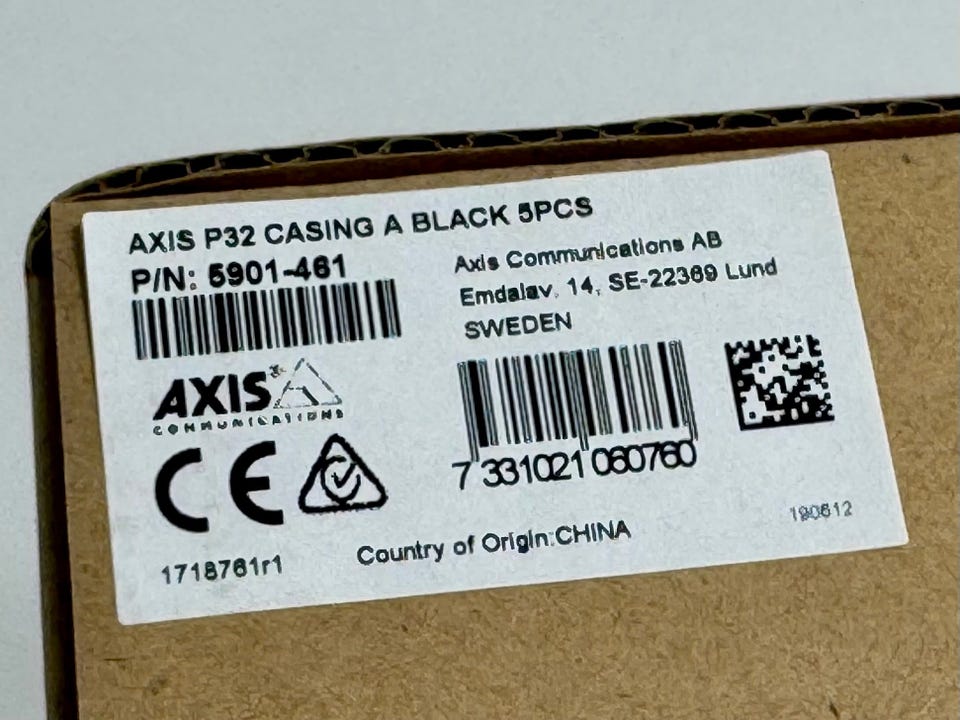 AXIS P32 CASING A BLACK 5PCS
P/N: 5901-461
Axis Communications AB
Emdalav. 14, SE-22369 Lund
SWEDEN
AXIS
COMMUNICATIONS
CE
7 331021 060760
190612
Country of Origin:CHINA
1718761r1